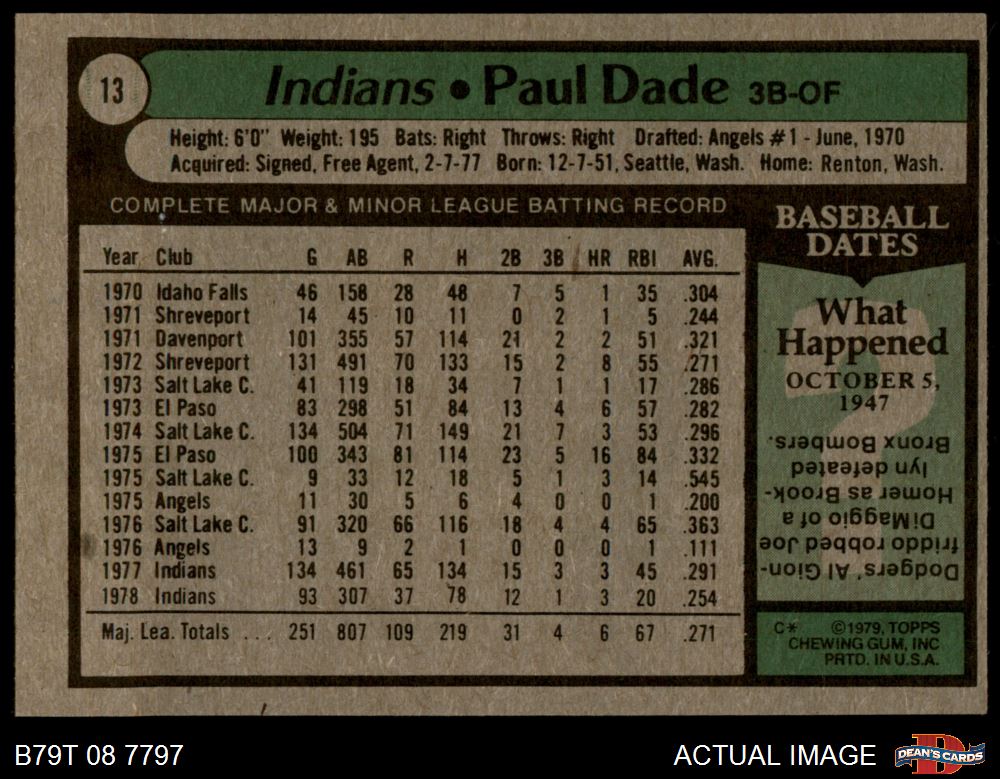 13
Indians • Paul Dade 3B-OF
Height: 6'0" Weight: 195 Bats: Right Throws: Right Drafted: Angels #1 - June, 1970
Acquired: Signed, Free Agent, 2-7-77 Born: 12-7-51, Seattle, Wash. Home: Renton, Wash.
COMPLETE MAJOR & MINOR LEAGUE BATTING RECORD
Year Club G AB R H 2B 3B HR RBI AVG.
1970 Idaho Falls 46 158 28 48 7 5 1 35 .304
1971 Shreveport 14 45 10 11 0 2 1 5 .244
1971 Davenport 101 355 57 114 21 2 2 51 .321
1972 Shreveport 131 491 70 133 15 2 8 55 .271
1973 Salt Lake C. 41 119 18 34 7 1 1 17 .286
1973 El Paso 83 298 51 84 13 4 6 57 .282
1974 Salt Lake C. 134 504 71 149 21 7 3 53 .296
1975 El Paso 100 343 81 114 23 5 16 84 .332
1975 Salt Lake C. 9 33 12 18 5 1 3 14 .545
1975 Angels 11 30 5 6 4 0 0 1 .200
1976 Salt Lake C. 91 320 66 116 18 4 4 65 .363
1976 Angels 13 9 2 1 0 0 0 1 .111
1977 Indians 134 461 65 134 15 3 3 45 .291
1978 Indians 93 307 37 78 12 1 3 20 .254
Maj. Lea. Totals ... 251 807 109 219 31 4 6 67 .271
BASEBALL
DATES
What
Happened
OCTOBER 5,
1947
Dodgers' Al Gion-
friddo robbed Joe
DiMaggio of a
Homer as Brook-
lyn defeated
Bronx Bombers.
C* ©1979, TOPPS
CHEWING GUM, INC
PRTD. IN U.S.A.
B79T 08 7797
ACTUAL IMAGE
D
DEAN'S CARDS